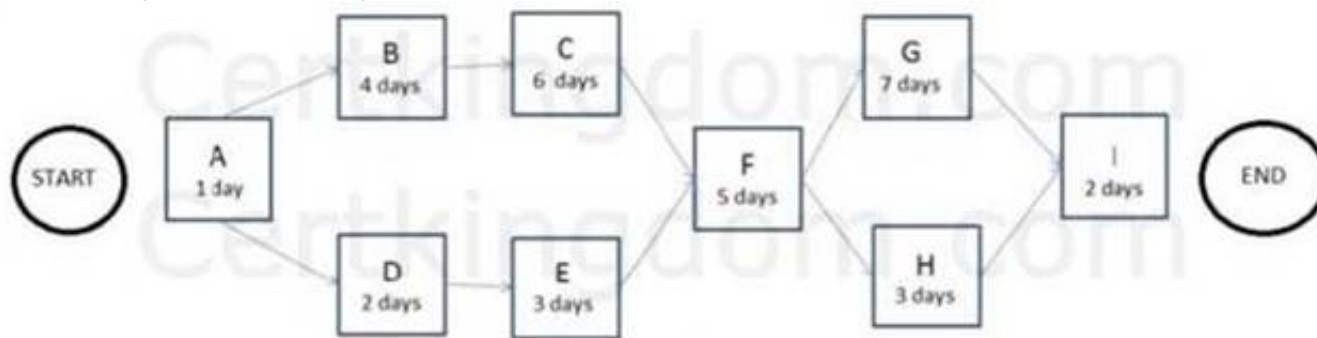 START
A
1 day
B
4 days
C
6 days
D
2 days
E
3 days
F
5 days
G
7 days
H
3 days
I
2 days
END
Certkingdom.com
Certkingdom.com